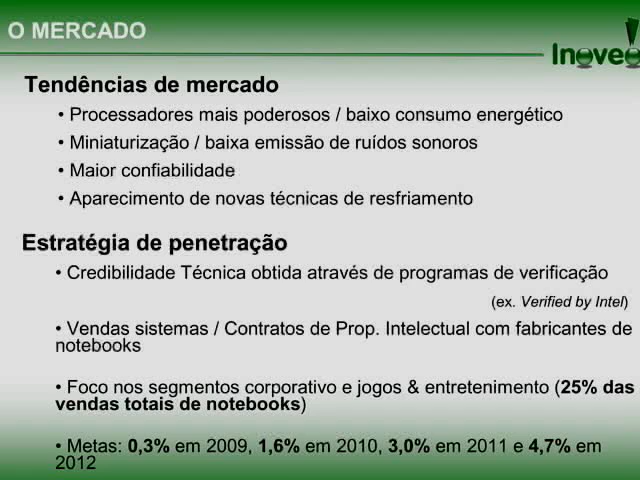 O MERCADO
Inoveo!
Tendências de mercado
• Processadores mais poderosos / baixo consumo energético
• Miniaturização / baixa emissão de ruídos sonoros
• Maior confiabilidade
• Aparecimento de novas técnicas de resfriamento
Estratégia de penetração
• Credibilidade Técnica obtida através de programas de verificação
(ex. Verified by Intel)
• Vendas sistemas / Contratos de Prop. Intelectual com fabricantes de
notebooks
• Foco nos segmentos corporativo e jogos & entretenimento (25% das
vendas totais de notebooks)
• Metas: 0,3% em 2009, 1,6% em 2010, 3,0% em 2011 e 4,7% em
2012